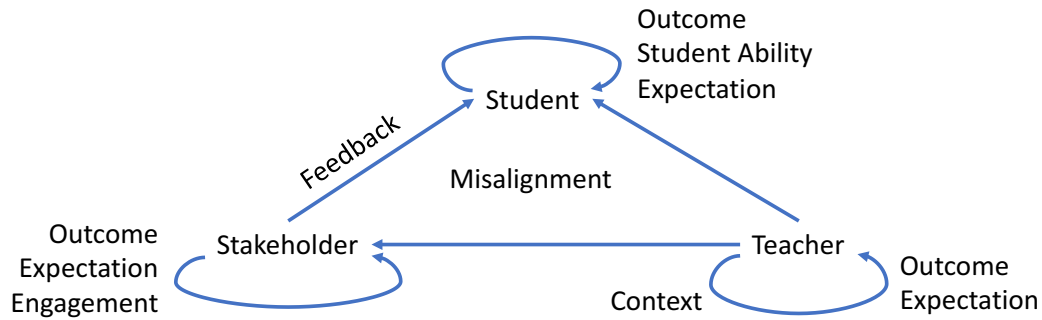 Outcome
Student Ability
Expectation
Student
Feedback
Misalignment
Outcome
Expectation
Engagement
Stakeholder
Teacher
Context
Outcome
Expectation